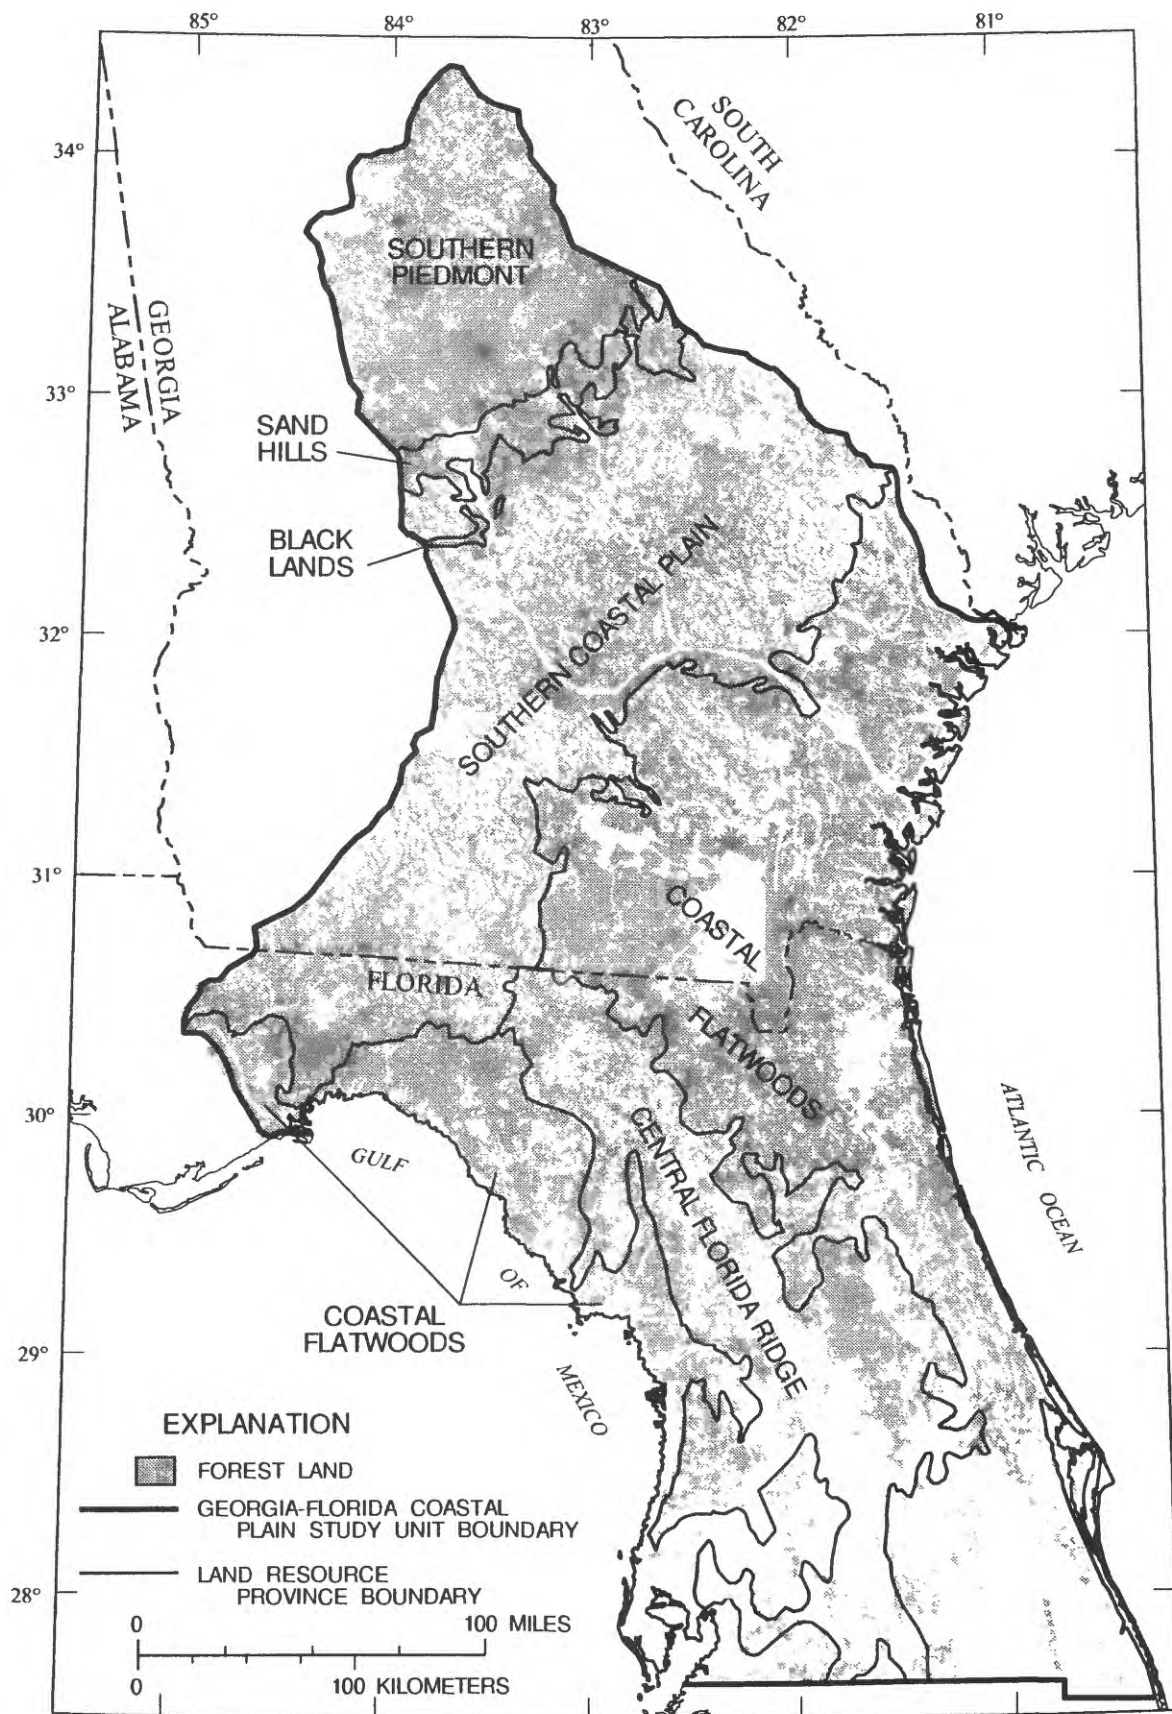 85°
84°
83°
82°
81°
34°
33°
32°
31°
30°
29°
28°
SOUTH
CAROLINA
GEORGIA
ALABAMA
SOUTHERN
PIEDMONT
SAND
HILLS
BLACK
LANDS
SOUTHERN COASTAL PLAIN
COASTAL
FLATWOODS
FLORIDA
CENTRAL FLORIDA RIDGE
ATLANTIC OCEAN
GULF
OF
MEXICO
COASTAL
FLATWOODS
EXPLANATION
FOREST LAND
GEORGIA-FLORIDA COASTAL
PLAIN STUDY UNIT BOUNDARY
LAND RESOURCE
PROVINCE BOUNDARY
0 100 MILES
0 100 KILOMETERS